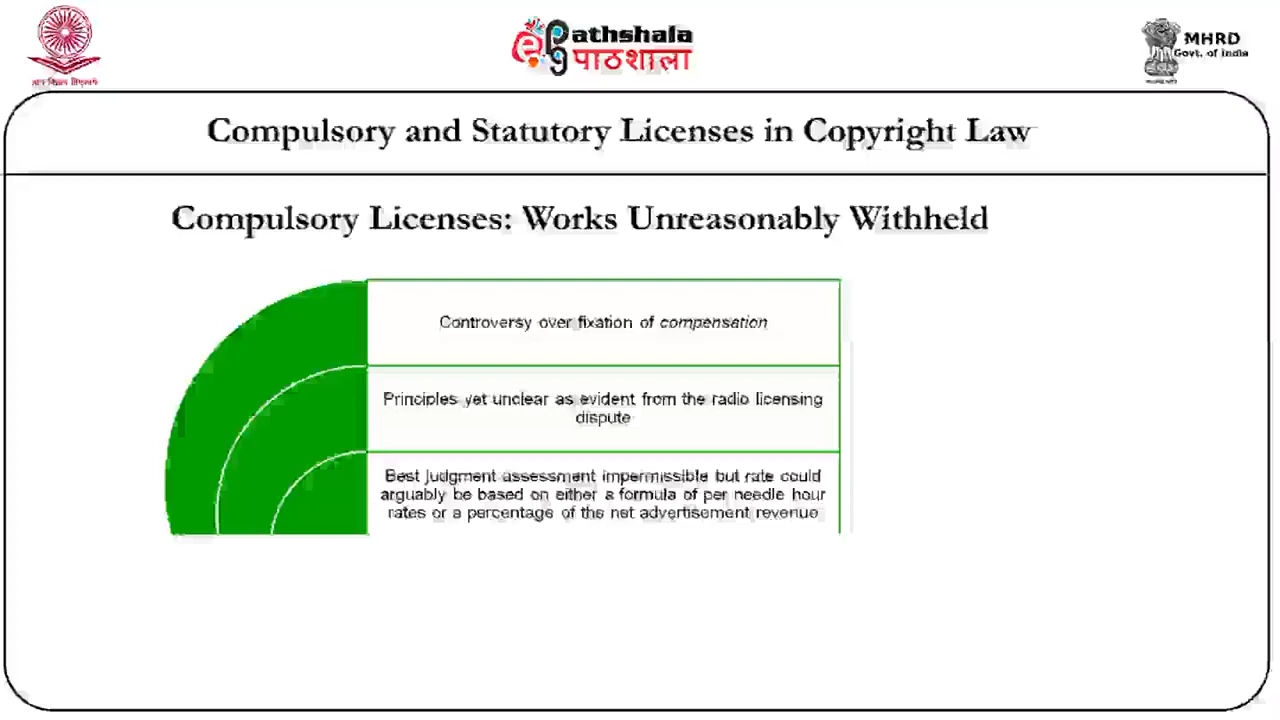 Pathshala
पाठशाला
MHRD
Govt. of India
Compulsory and Statutory Licenses in Copyright Law
Compulsory Licenses: Works Unreasonably Withheld
Controversy over fixation of compensation
Principles yet unclear as evident from the radio licensing
dispute
Best judgment assessment impermissible but rate could
arguably be based on either a formula of per needle hour
rates or a percentage of the net advertisement revenue